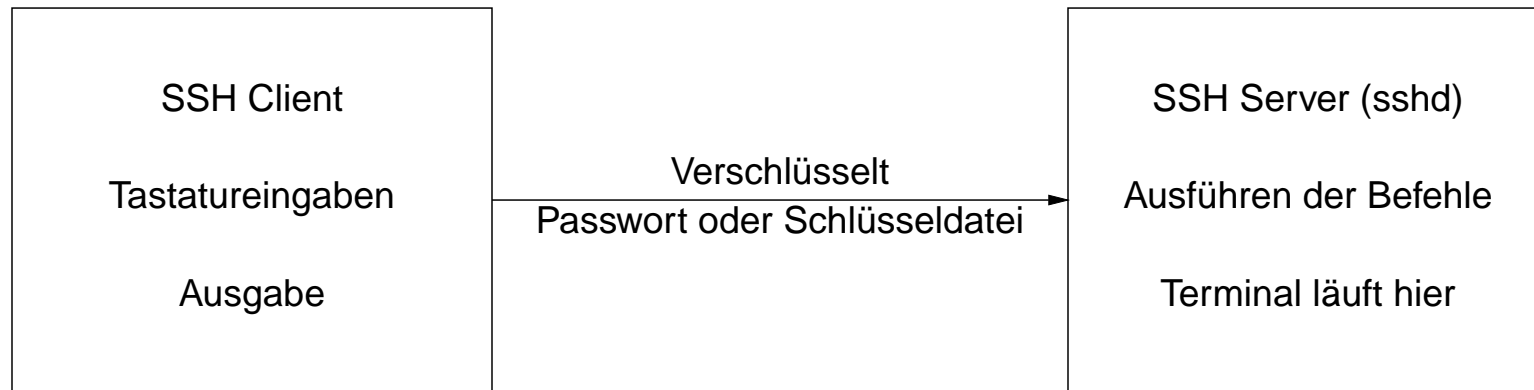 SSH Client
Tastatureingaben
Ausgabe
Verschlüsselt
Passwort oder Schlüsseldatei
SSH Server (sshd)
Ausführen der Befehle
Terminal läuft hier